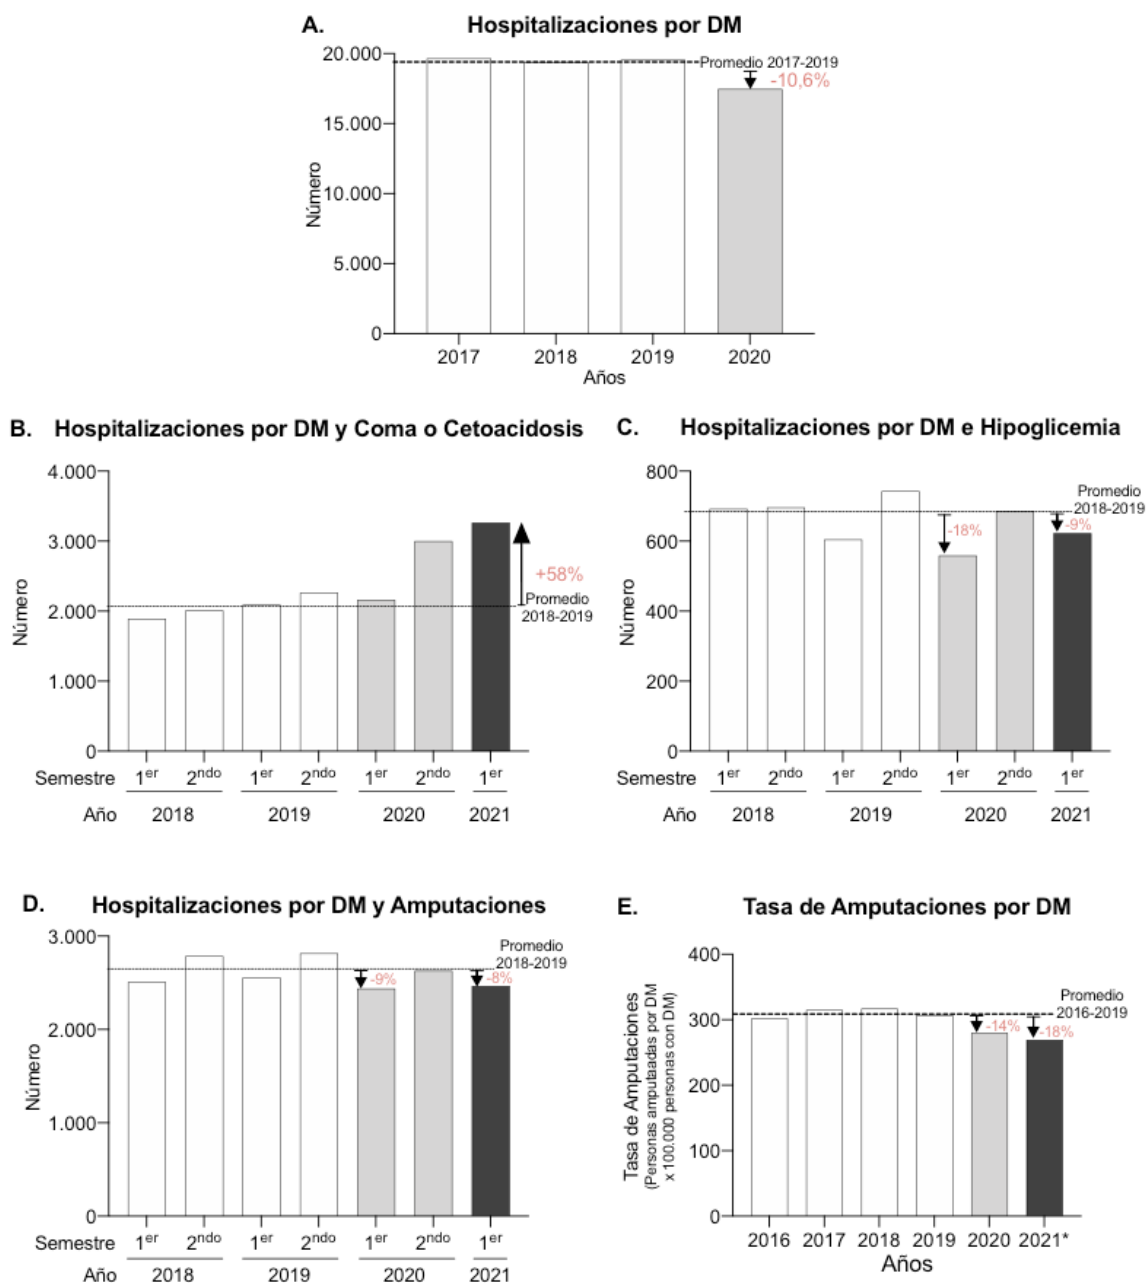 A. Hospitalizaciones por DM
20.000
15.000
10.000
5.000
0
Número
Promedio 2017-2019
-10,6%
2017 2018 2019 2020
Años
B. Hospitalizaciones por DM y Coma o Cetoacidosis
4.000
3.000
2.000
1.000
0
Número
+58%
Promedio
2018-2019
Semestre 1er 2ndo 1er 2ndo 1er 2ndo 1er
Año 2018 2019 2020 2021
C. Hospitalizaciones por DM e Hipoglicemia
800
600
400
200
0
Número
Promedio
2018-2019
-18%
-9%
Semestre 1er 2ndo 1er 2ndo 1er 2ndo 1er
Año 2018 2019 2020 2021
D. Hospitalizaciones por DM y Amputaciones
3.000
2.000
1.000
0
Número
Promedio
2018-2019
-9%
-8%
Semestre 1er 2ndo 1er 2ndo 1er 2ndo 1er
Año 2018 2019 2020 2021
E. Tasa de Amputaciones por DM
400
300
200
100
0
Tasa de Amputaciones
(Personas amputaadas por DM
x 100.000 personas con DM)
Promedio
2016-2019
-14%
-18%
2016 2017 2018 2019 2020 2021*
Años